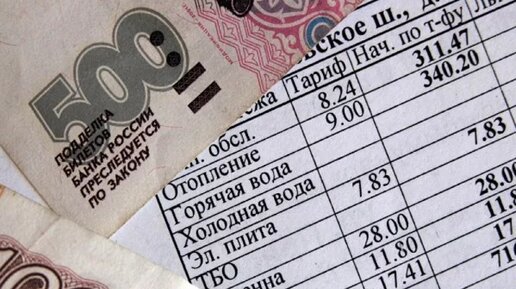 500
ПОДДЕЛКА
БИЛЕТОВ
БАНКА РОССИИ
ПРЕСЛЕДУЕТСЯ
ПО ЗАКОНУ
ское ш., д.
Тариф Нач. по т-фу
8.24 311.47
обсл. 9.00 340.20
Отопление
Горячая вода
Холодная вода 7.83 7.83
Эл. плита
ТБО 28.00 28.00
11.80 11.8
17.41